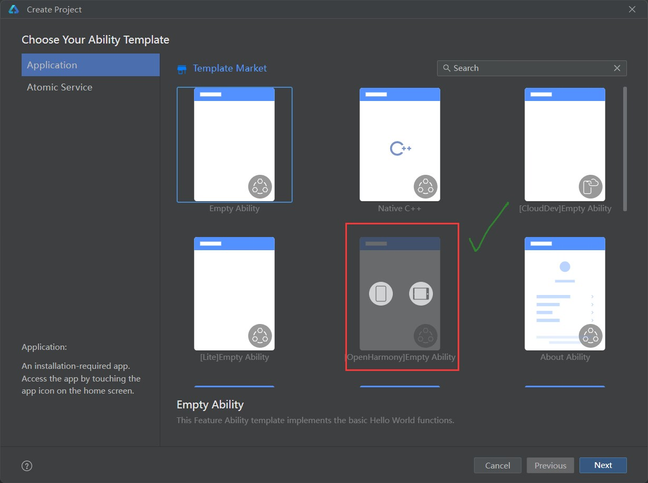 Create Project
Choose Your Ability Template
Application
Atomic Service
Template Market
Search
Empty Ability
C++
Native C++
[CloudDev]Empty Ability
[Lite]Empty Ability
[OpenHarmony]Empty Ability
About Ability
Application:
An installation-required app.
Access the app by touching the
app icon on the home screen.
Empty Ability
This Feature Ability template implements the basic Hello World functions.
?
Cancel
Previous
Next